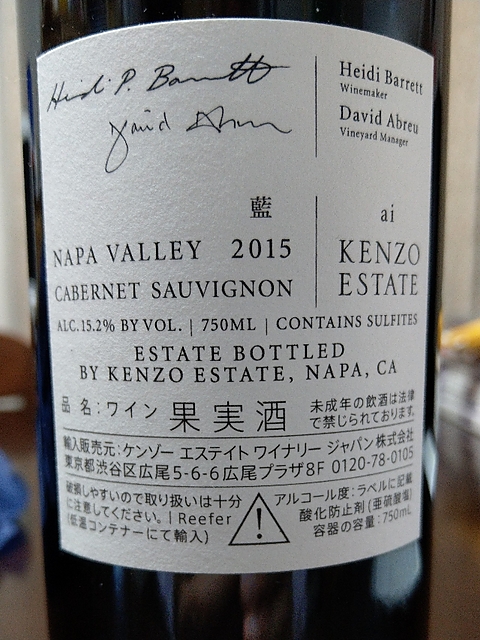 Heidi P. Barrett
David Abreu
Heidi Barrett
Winemaker
David Abreu
Vineyard Manager
藍
NAPA VALLEY 2015
CABERNET SAUVIGNON
ai
KENZO
ESTATE
ALC.15.2% BY VOL. | 750ML | CONTAINS SULFITES
ESTATE BOTTLED
BY KENZO ESTATE, NAPA, CA
品名:ワイン 果実酒
未成年の飲酒は法律
で禁じられております。
輸入販売元:ケンゾー エステイト ワイナリー ジャパン株式会社
東京都渋谷区広尾5-6-6広尾プラザ8F 0120-78-0105
破損しやすいので取り扱いは十分
に注意してください。| Reefer
(低温コンテナーにて輸入)
アルコール度:ラベルに記載
酸化防止剤(亜硫酸塩)
容器の容量:750mL